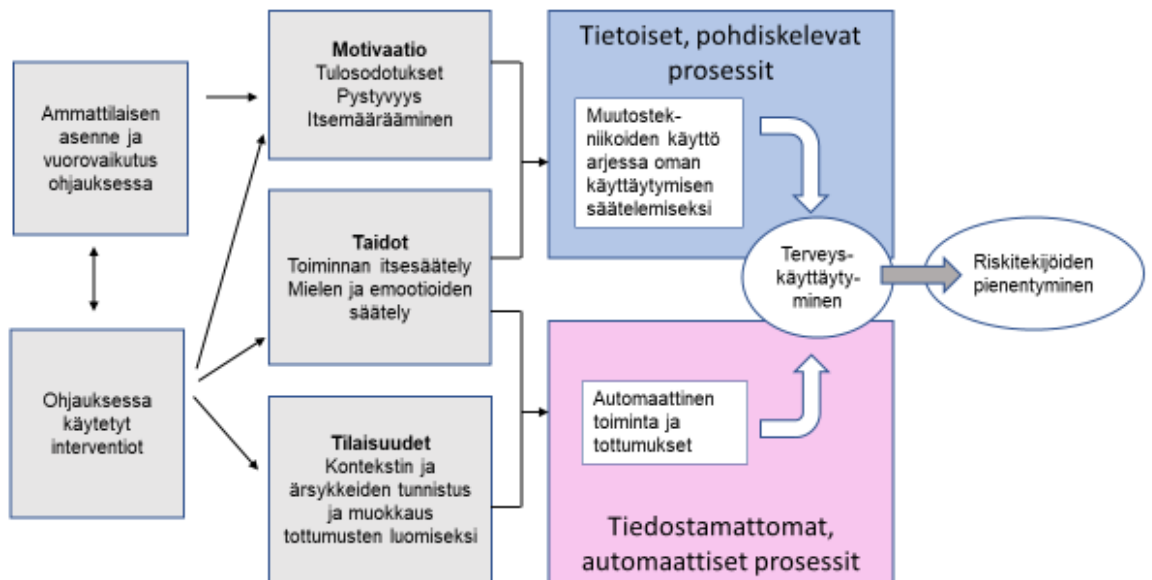 Ammattilaisen
asenne ja
vuorovaikutus
ohjauksessa
Ohjauksessa
käytetyt
interventiot
Motivaatio
Tulosodotukset
Pystyvyys
Itsemäärääminen
Taidot
Toiminnan itsesäätely
Mielen ja emootioiden
säätely
Tilaisuudet
Kontekstin ja
ärsykkeiden tunnistus
ja muokkaus
tottumusten luomiseksi
Tietoiset, pohdiskelevat
prosessit
Muutostek-
niikoiden käyttö
arjessa oman
käyttäytymisen
säätelemiseksi
Automaattinen
toiminta ja
tottumukset
Tiedostamattomat,
automaattiset prosessit
Terveys-
käyttäyty-
minen
Riskitekijöiden
pienentyminen